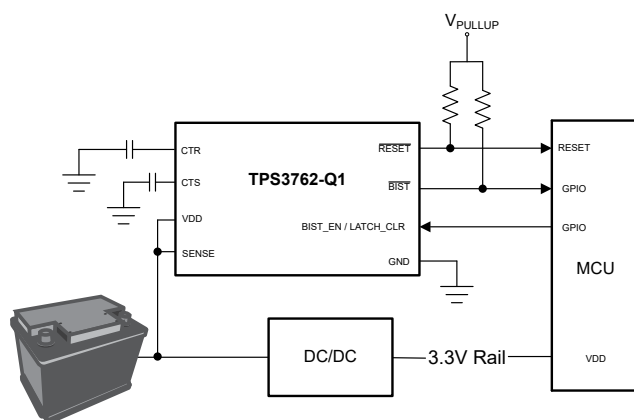 VPULLUP
CTR
RESET
RESET
CTS
TPS3762-Q1
BIST
GPIO
VDD
BIST_EN / LATCH_CLR
GPIO
SENSE
GND
MCU
DC/DC
3.3V Rail
VDD